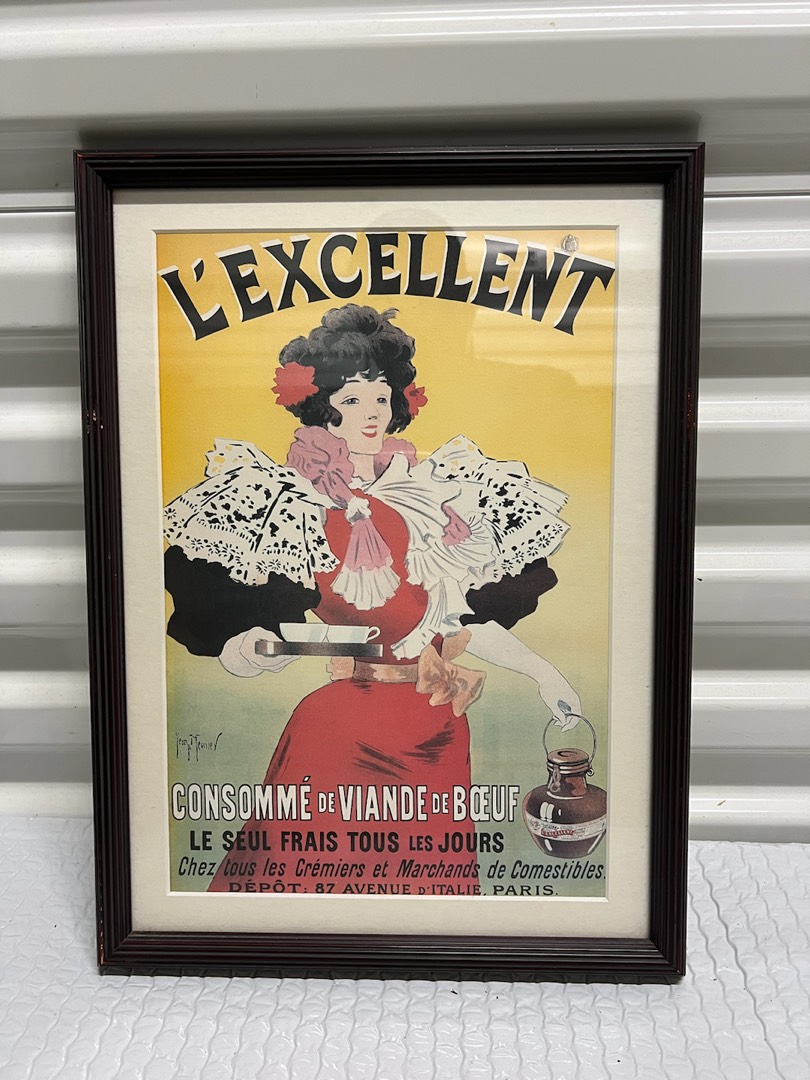 L'EXCELLENT
CONSOMMÉ DE VIANDE DE BŒUF
LE SEUL FRAIS TOUS LES JOURS
Chez tous les Crémiers et Marchands de Comestibles.
DÉPÔT: 87 AVENUE D'ITALIE, PARIS.